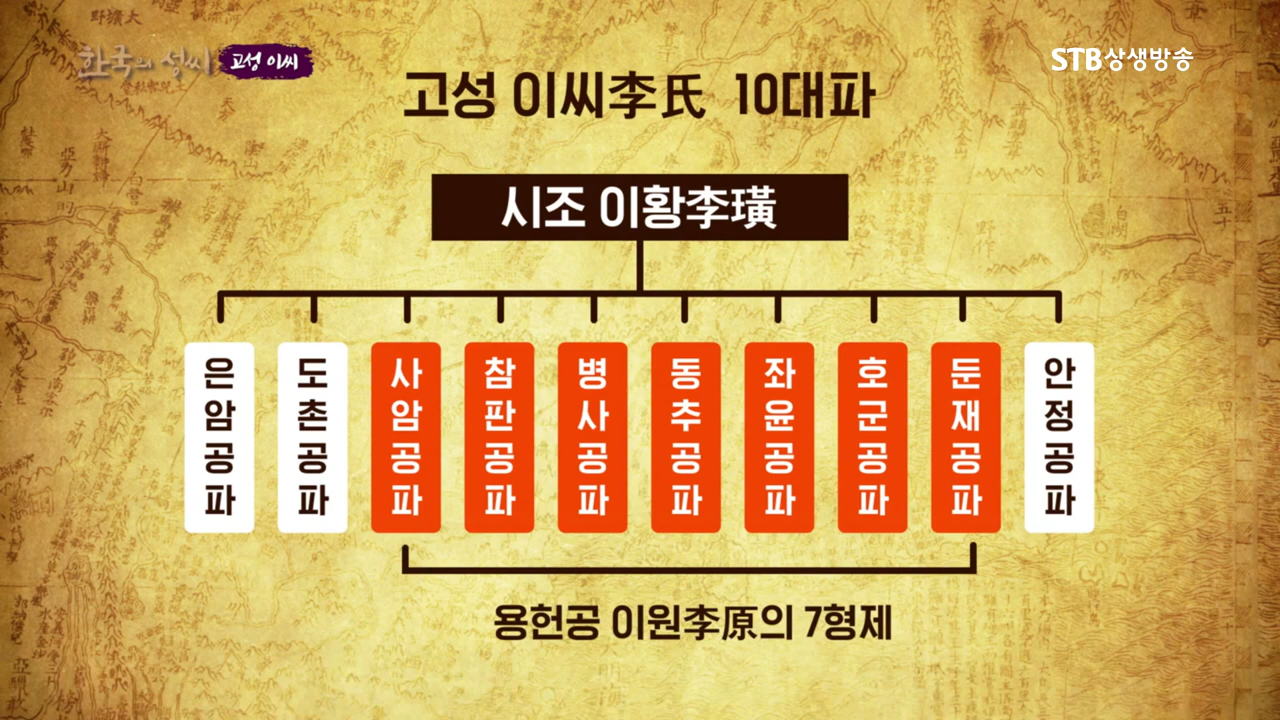 한국의 성씨 고성 이씨
STB상생방송
고성 이씨李氏 10대파
시조 이황李璜
은암공파
도촌공파
사암공파
참판공파
병사공파
동추공파
좌윤공파
호군공파
둔재공파
안정공파
용헌공 이원李原의 7형제